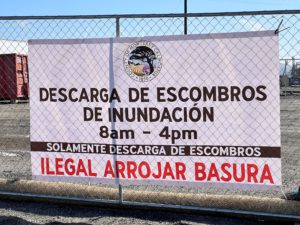 DESCARGA DE ESCOMBROS
DE INUNDACIÓN
8am - 4pm
SOLAMENTE DESCARGA DE ESCOMBROS
ILEGAL ARROJAR BASURA